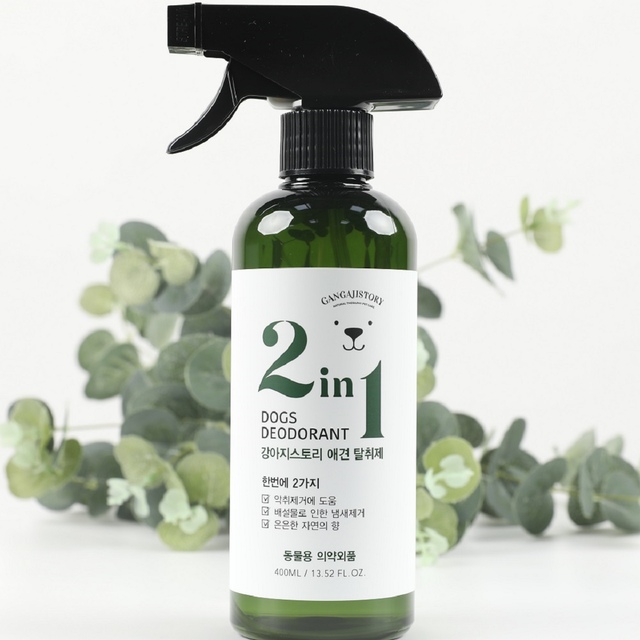 GANGAJISTORY
2in1
DOGS
DEODORANT
강아지스토리 애견 탈취제
한번에 2가지
악취제거에 도움
배설물로 인한 냄새제거
은은한 자연의 향
동물용 의약외품
400ML / 13.52 FL.OZ.